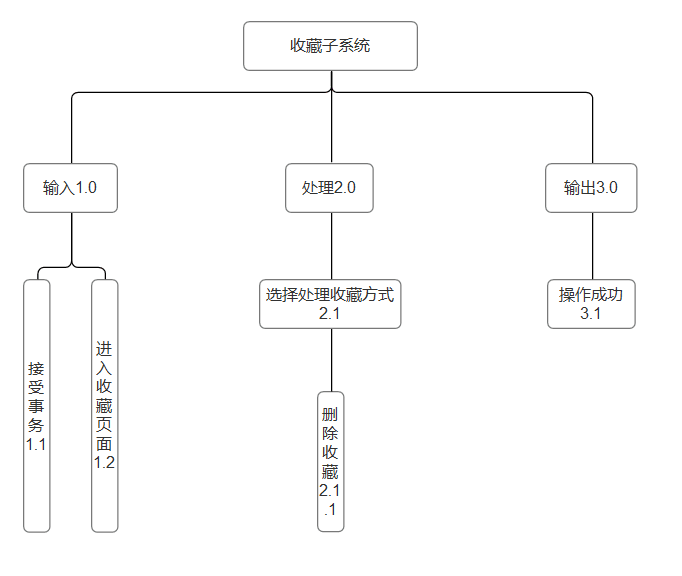 收藏子系统
输入1.0
处理2.0
输出3.0
选择处理收藏方式
2.1
操作成功
3.1
接
受
事
务
1.1
进
入
收
藏
页
面
1.2
删
除
收
藏
2.1
.1